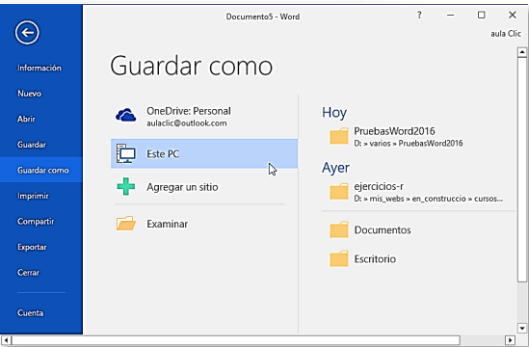 Documento5 - Word
?
aula Clic
Información
Nuevo
Abrir
Guardar
Guardar como
Imprimir
Compartir
Exportar
Cerrar
Cuenta
Guardar como
OneDrive: Personal
aulaclic@outlook.com
Este PC
Agregar un sitio
Examinar
Hoy
PruebasWord2016
D: » varios » PruebasWord2016
Ayer
ejercicios-r
D: » mis_webs » en_construccio » cursos...
Documentos
Escritorio